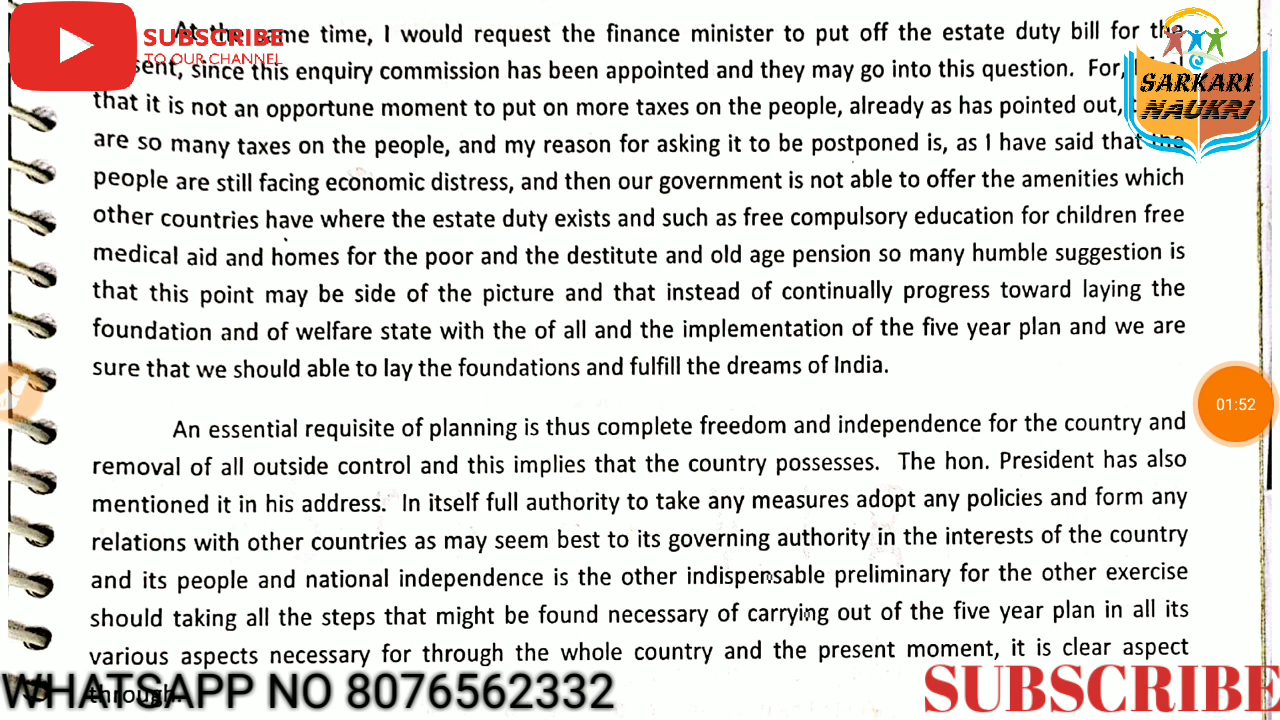 SUBSCRIBE
TO OUR CHANNEL
SARKARI
NAUKRI
same time, I would request the finance minister to put off the estate duty bill for the
since this enquiry commission has been appointed and they may go into this question. For,
that it is not an opportune moment to put on more taxes on the people, already as has pointed out,
are so many taxes on the people, and my reason for asking it to be postponed is, as I have said that the
people are still facing economic distress, and then our government is not able to offer the amenities which
other countries have where the estate duty exists and such as free compulsory education for children free
medical aid and homes for the poor and the destitute and old age pension so many humble suggestion is
that this point may be side of the picture and that instead of continually progress toward laying the
foundation and of welfare state with the of all and the implementation of the five year plan and we are
sure that we should able to lay the foundations and fulfill the dreams of India.
01:52
An essential requisite of planning is thus complete freedom and independence for the country and
removal of all outside control and this implies that the country possesses. The hon. President has also
mentioned it in his address. In itself full authority to take any measures adopt any policies and form any
relations with other countries as may seem best to its governing authority in the interests of the country
and its people and national independence is the other indispensable preliminary for the other exercise
should taking all the steps that might be found necessary of carrying out of the five year plan in all its
various aspects necessary for through the whole country and the present moment, it is clear aspect
through.
WHATSAPP NO 8076562332
SUBSCRIBE